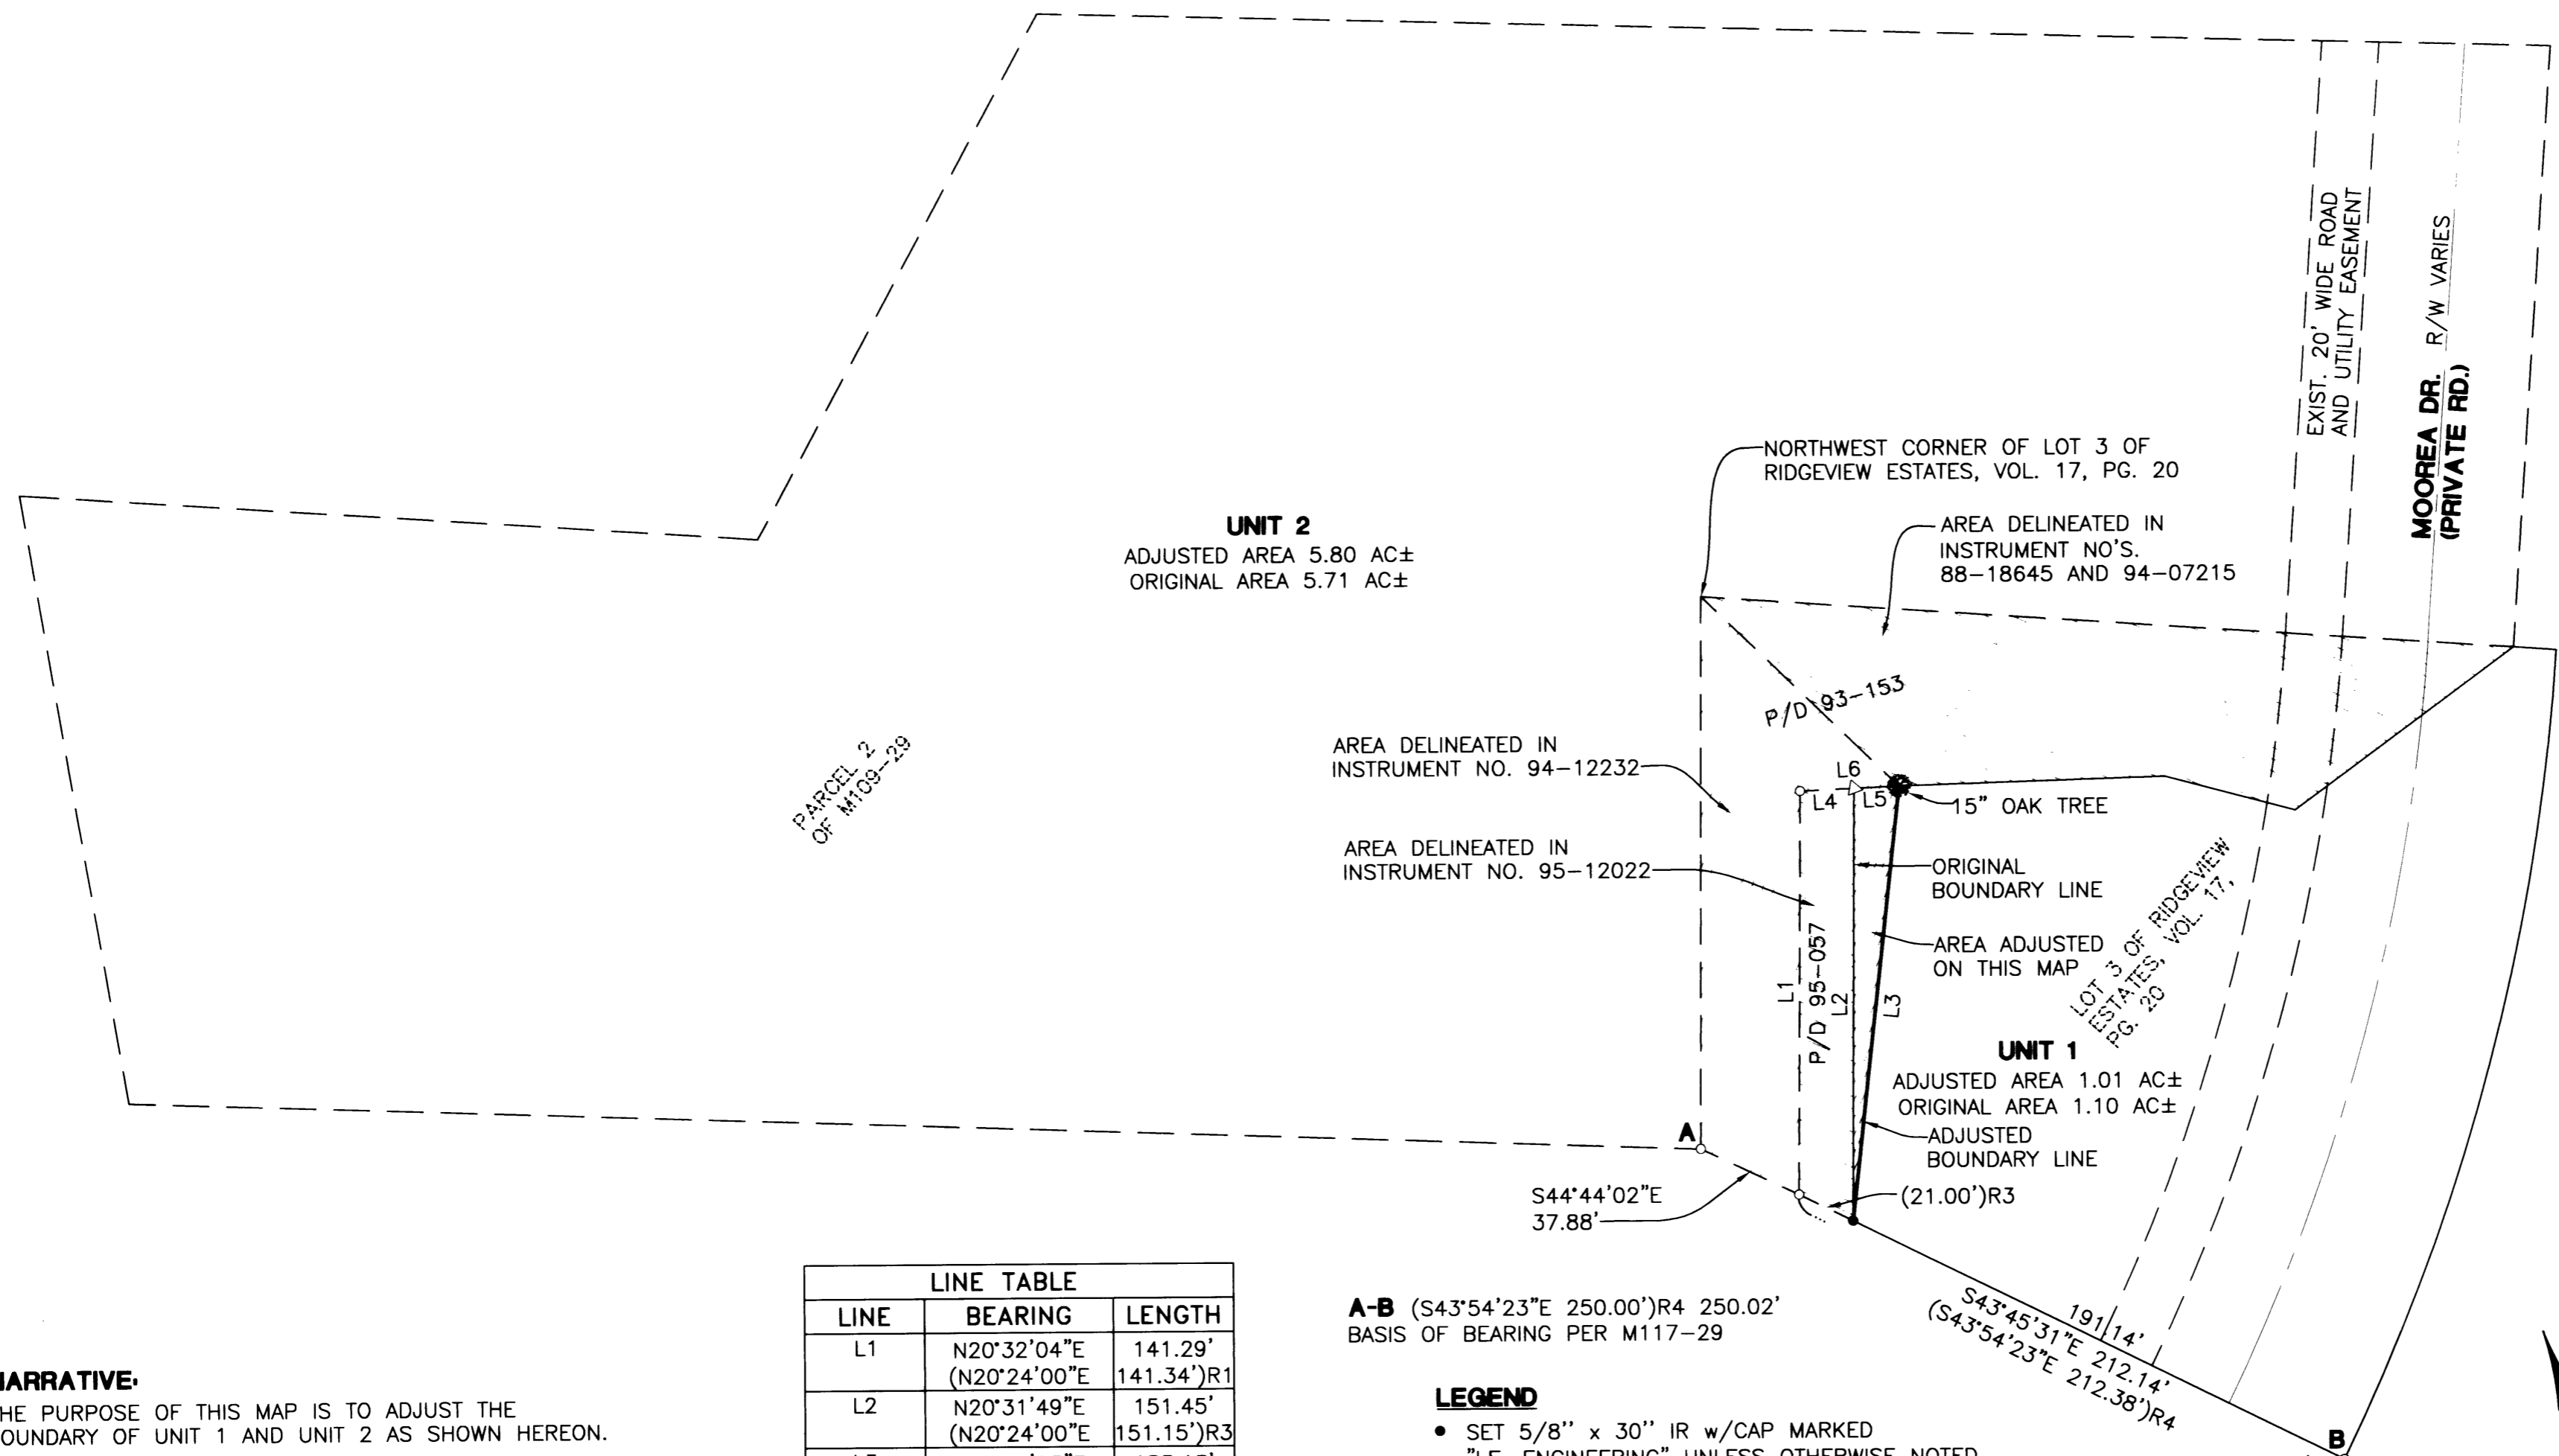 EXIST. 20' WIDE ROAD
AND UTILITY EASEMENT
MOOREA DR. R/W VARIES
(PRIVATE RD.)
NORTHWEST CORNER OF LOT 3 OF
RIDGEVIEW ESTATES, VOL. 17, PG. 20
AREA DELINEATED IN
INSTRUMENT NO'S.
88-18645 AND 94-07215
UNIT 2
ADJUSTED AREA 5.80 AC±
ORIGINAL AREA 5.71 AC±
P/D 93-153
AREA DELINEATED IN
INSTRUMENT NO. 94-12232
PARCEL 2
OF M109-29
L6
L4
L5
15" OAK TREE
AREA DELINEATED IN
INSTRUMENT NO. 95-12022
ORIGINAL
BOUNDARY LINE
AREA ADJUSTED
ON THIS MAP
LOT 3 OF RIDGEVIEW
ESTATES, VOL. 17,
PG. 20
L1
P/D 95-057
L2
L3
UNIT 1
ADJUSTED AREA 1.01 AC±
ORIGINAL AREA 1.10 AC±
ADJUSTED
BOUNDARY LINE
A
S44°44'02"E
37.88'
(21.00')R3
191.14'
S43°45'31"E 212.14'
(S43°54'23"E 212.38')R4
B
A-B (S43°54'23"E 250.00')R4 250.02'
BASIS OF BEARING PER M117-29
LINE TABLE
LINE BEARING LENGTH
L1 N20°32'04"E 141.29'
(N20°24'00"E 141.34')R1
L2 N20°31'49"E 151.45'
(N20°24'00"E 151.15')R3
ARRATIVE:
HE PURPOSE OF THIS MAP IS TO ADJUST THE
OUNDARY OF UNIT 1 AND UNIT 2 AS SHOWN HEREON.
LEGEND
● SET 5/8'' x 30'' IR w/CAP MARKED
ENGINEERING" UNLESS OTHERWISE NOTED